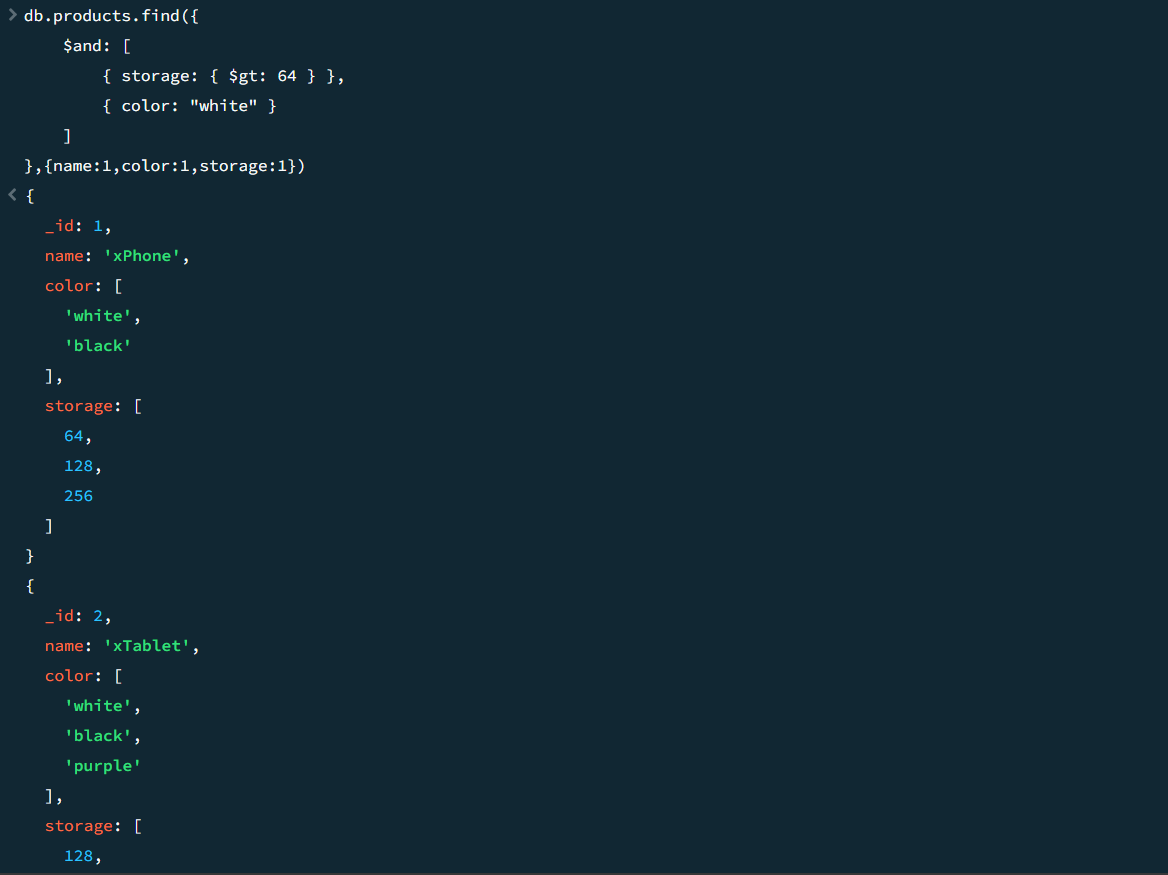 > db.products.find({
$and: [
{ storage: { $gt: 64 } },
{ color: "white" }
]
},{name:1,color:1,storage:1})
< {
_id: 1,
name: 'xPhone',
color: [
'white',
'black'
],
storage: [
64,
128,
256
]
}
{
_id: 2,
name: 'xTablet',
color: [
'white',
'black',
'purple'
],
storage: [
128,